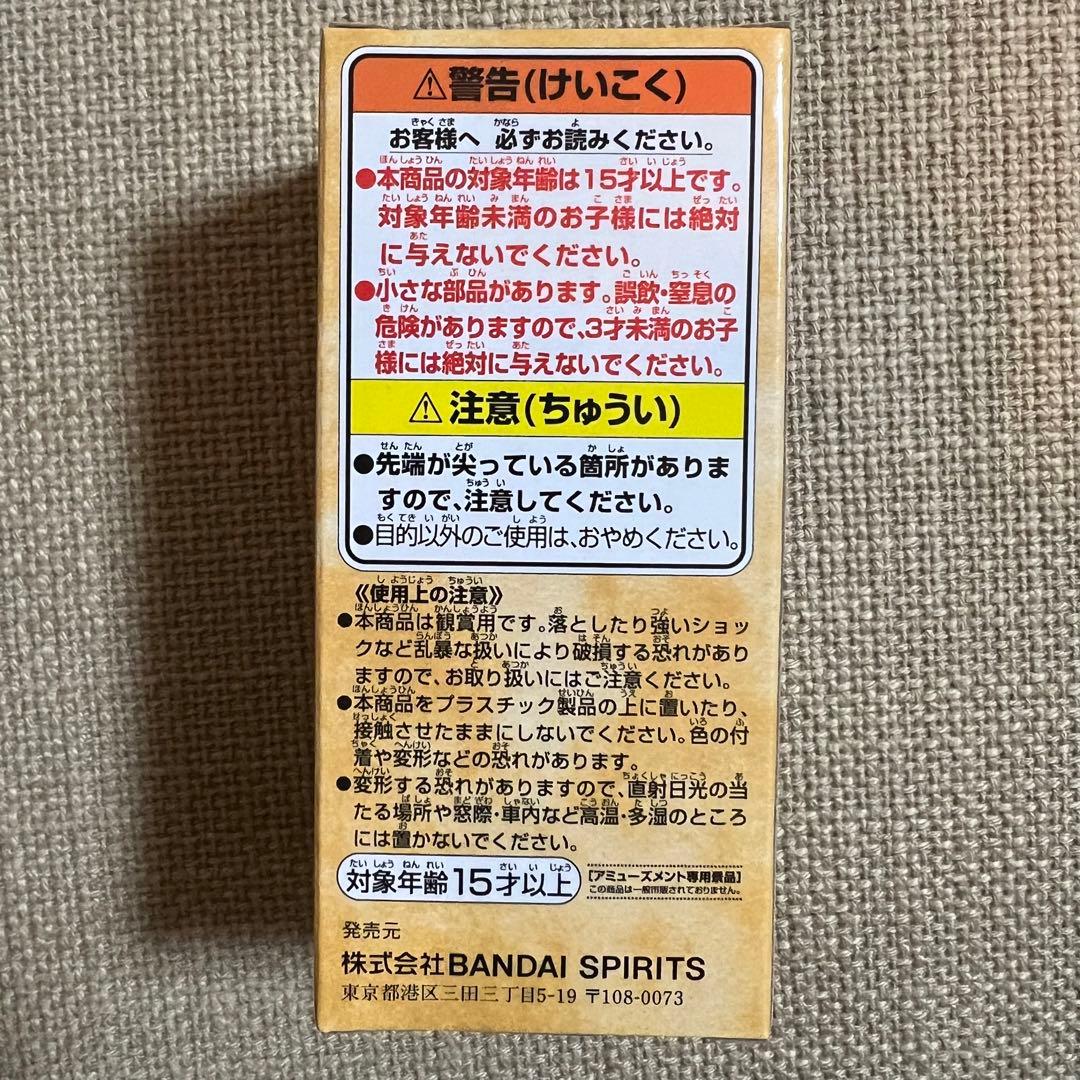 ⚠警告(けいこく)
お客様へ 必ずお読みください。
●本商品の対象年齢は15才以上です。
対象年齢未満のお子様には絶対
に与えないでください。
●小さな部品があります。誤飲・窒息の
危険がありますので、3才未満のお子
様には絶対に与えないでください。
⚠注意(ちゅうい)
●先端が尖っている箇所がありま
すので、注意してください。
●目的以外のご使用は、おやめください。
《使用上の注意》
●本商品は観賞用です。落としたり強いショッ
クなど乱暴な扱いにより破損する恐れがあり
ますので、お取り扱いにはご注意ください。
●本商品をプラスチック製品の上に置いたり、
接触させたままにしないでください。色の付
着や変形などの恐れがあります。
●変形する恐れがありますので、直射日光の当
たる場所や窓際・車内など高温・多湿のところ
には置かないでください。
対象年齢15才以上
[アミューズメント専用景品]
この商品は一般市販されておりません。
発売元
株式会社BANDAI SPIRITS
東京都港区三田三丁目5-19 〒108-0073